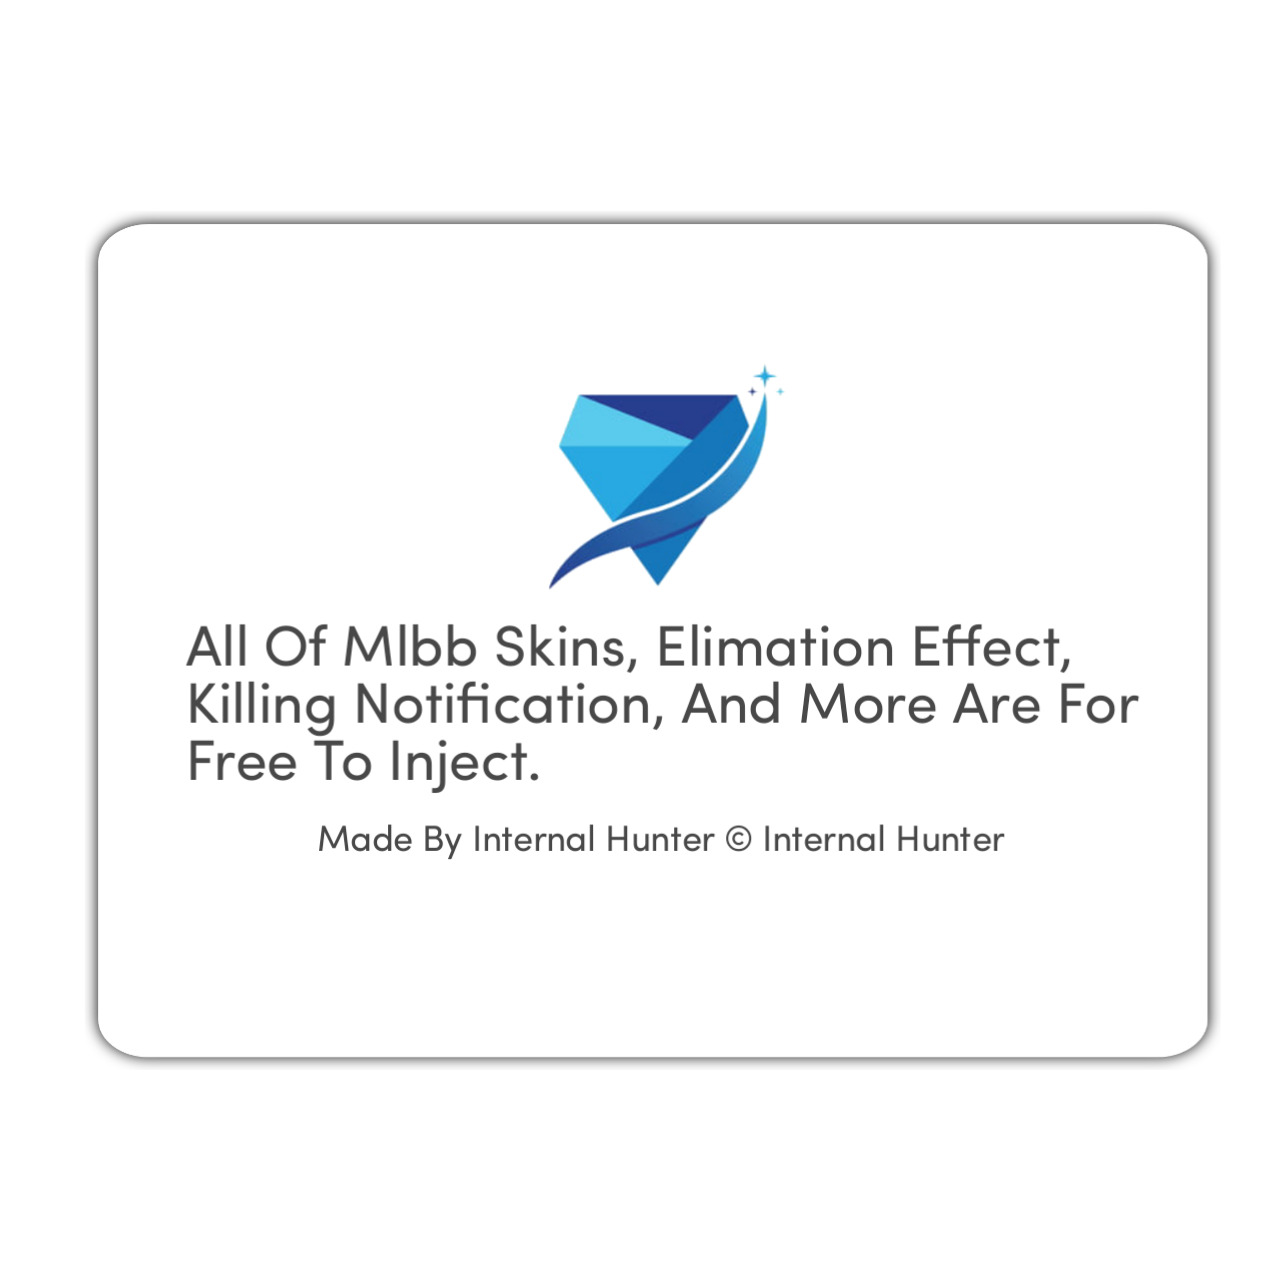 All Of Mlbb Skins, Elimation Effect,
Killing Notification, And More Are For
Free To Inject.
Made By Internal Hunter © Internal Hunter